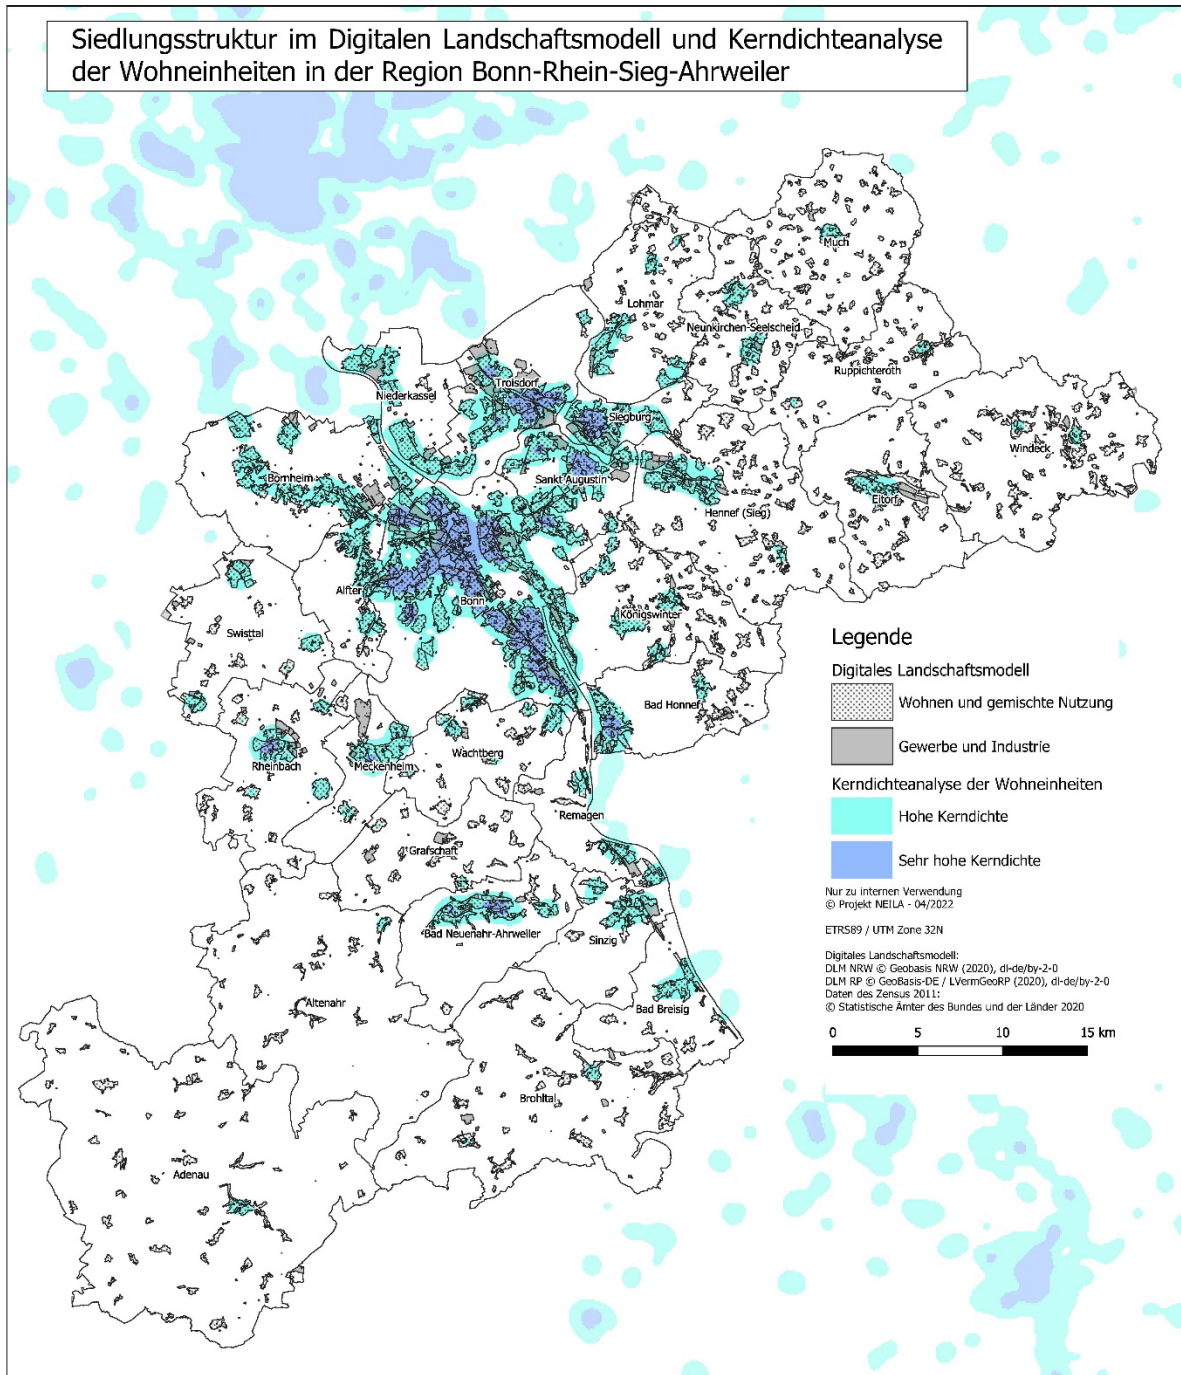 Siedlungsstruktur im Digitalen Landschaftsmodell und Kerndichteanalyse
der Wohneinheiten in der Region Bonn-Rhein-Sieg-Ahrweiler
Much
Lohmar
Neunkirchen-Seelscheid
Ruppichteroth
Troisdorf
Niederkassel
Siegburg
Windeck
Bornheim
Sankt Augustin
Eitorf
Hennef (Sieg)
Alfter
Bonn
Königswinter
Swisttal
Bad Honnef
Wachtberg
Rheinbach
Meckenheim
Remagen
Grafschaft
Bad Neuenahr-Ahrweiler
Sinzig
Altenahr
Bad Breisig
Brohltal
Adenau
Legende
Digitales Landschaftsmodell
Wohnen und gemischte Nutzung
Gewerbe und Industrie
Kerndichteanalyse der Wohneinheiten
Hohe Kerndichte
Sehr hohe Kerndichte
Nur zu internen Verwendung
© Projekt NEILA - 04/2022
ETRS89 / UTM Zone 32N
Digitales Landschaftsmodell:
DLM NRW © Geobasis NRW (2020), dl-de/by-2-0
DLM RP © GeoBasis-DE / LVermGeoRP (2020), dl-de/by-2-0
Daten des Zensus 2011:
© Statistische Ämter des Bundes und der Länder 2020
0 5 10 15 km